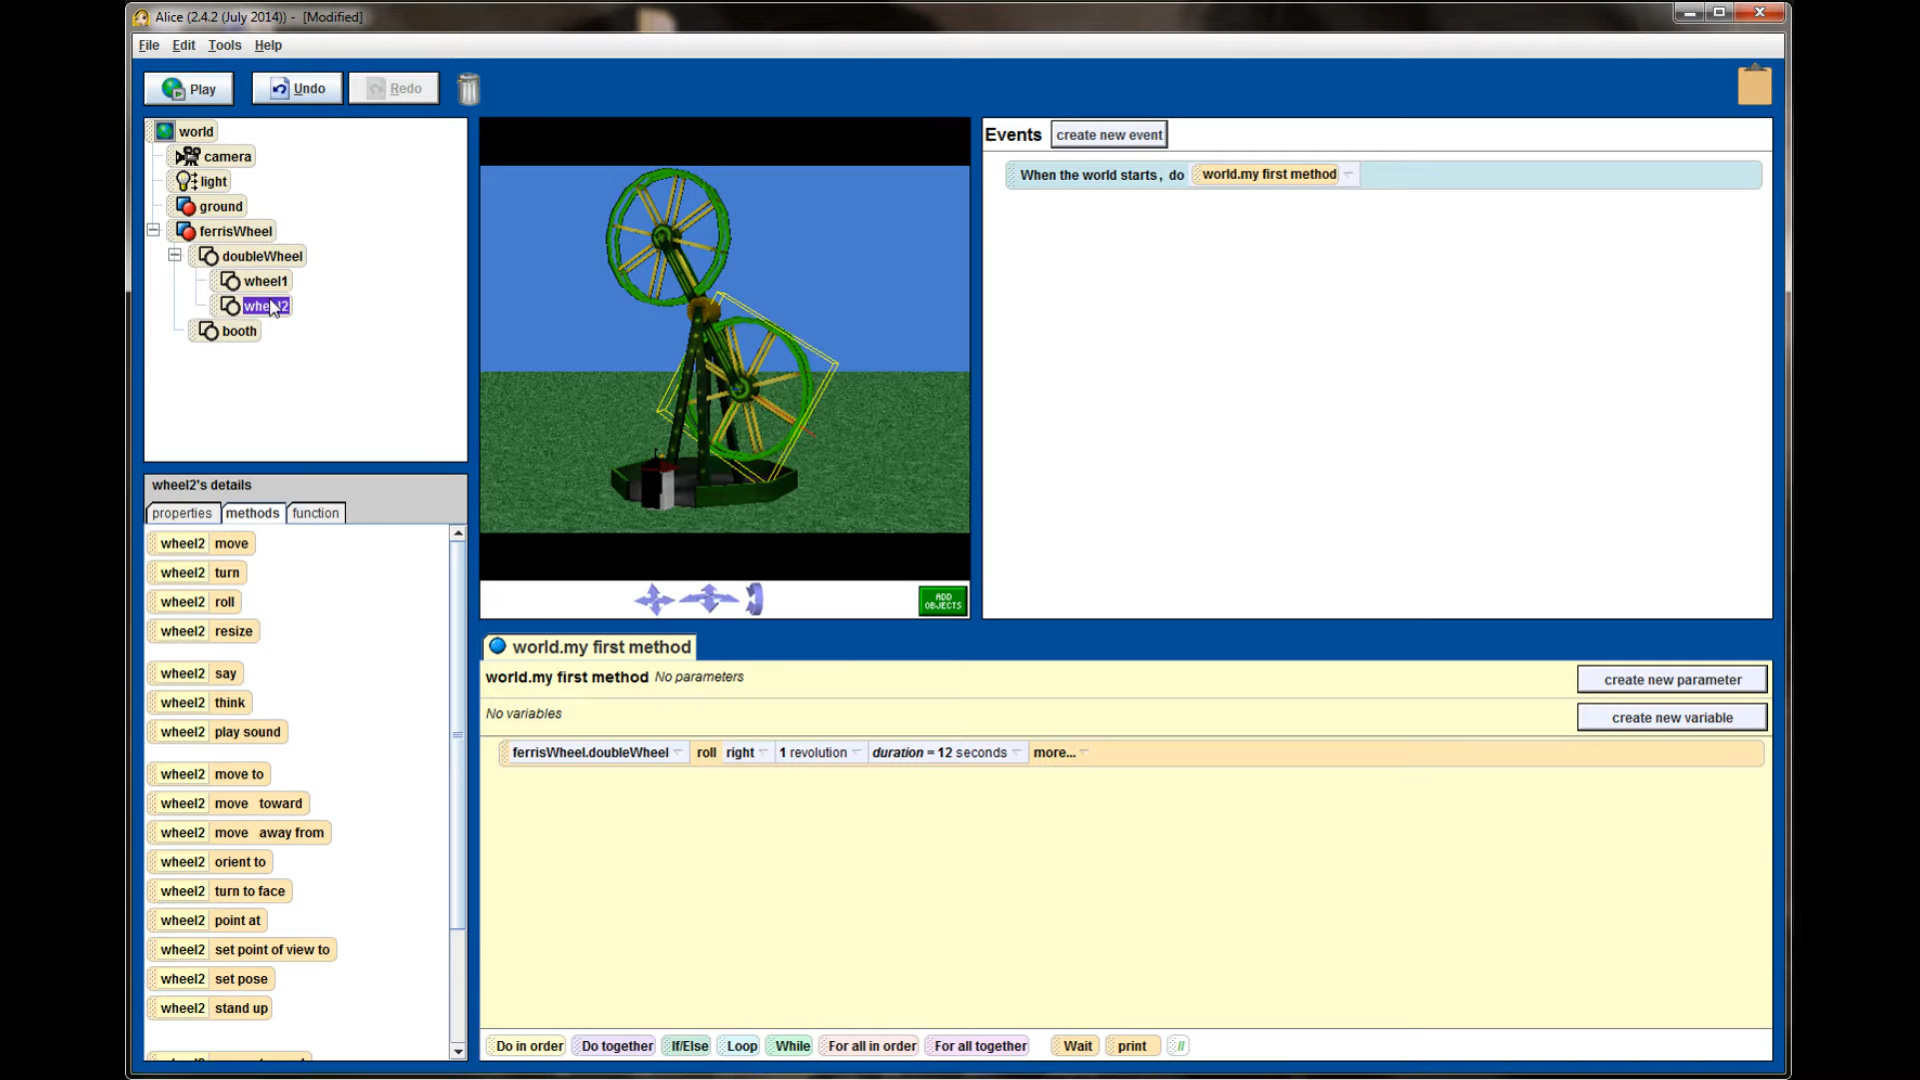 Alice (2.4.2 (July 2014)) - [Modified]
File Edit Tools Help
Play Undo Redo
world
camera
light
ground
ferrisWheel
doubleWheel
wheel1
wheel2
booth
Events create new event
When the world starts, do world.my first method
ADD OBJECTS
wheel2's details
properties methods function
wheel2 move
wheel2 turn
wheel2 roll
wheel2 resize
wheel2 say
wheel2 think
wheel2 play sound
wheel2 move to
wheel2 move toward
wheel2 move away from
wheel2 orient to
wheel2 turn to face
wheel2 point at
wheel2 set point of view to
wheel2 set pose
wheel2 stand up
world.my first method
world.my first method No parameters
create new parameter
No variables
create new variable
ferrisWheel.doubleWheel roll right 1 revolution duration = 12 seconds more...
Do in order Do together If/Else Loop While For all in order For all together Wait print //